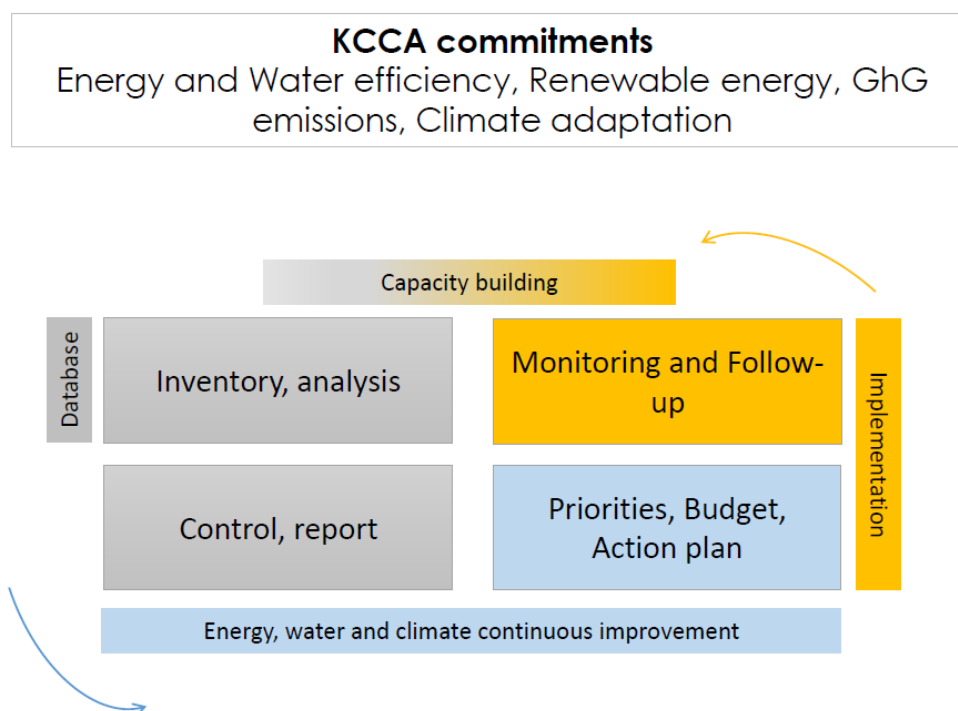 KCCA commitments
Energy and Water efficiency, Renewable energy, GhG
emissions, Climate adaptation
Capacity building
Database
Inventory, analysis
Monitoring and Follow-
up
Implementation
Control, report
Priorities, Budget,
Action plan
Energy, water and climate continuous improvement